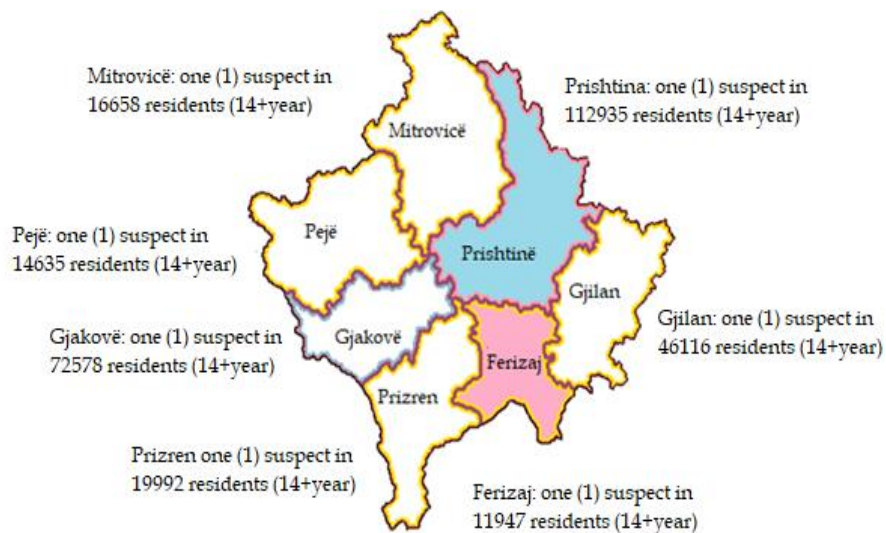 Mitrovicë: one (1) suspect in
16658 residents (14+year)
Prishtina: one (1) suspect in
112935 residents (14+year)
Mitrovicë
Pejë: one (1) suspect in
14635 residents (14+year)
Pejë
Prishtinë
Gjilan
Gjakovë: one (1) suspect in
72578 residents (14+year)
Gjakovë
Gjilan: one (1) suspect in
46116 residents (14+year)
Ferizaj
Prizren
Prizren one (1) suspect in
19992 residents (14+year)
Ferizaj: one (1) suspect in
11947 residents (14+year)